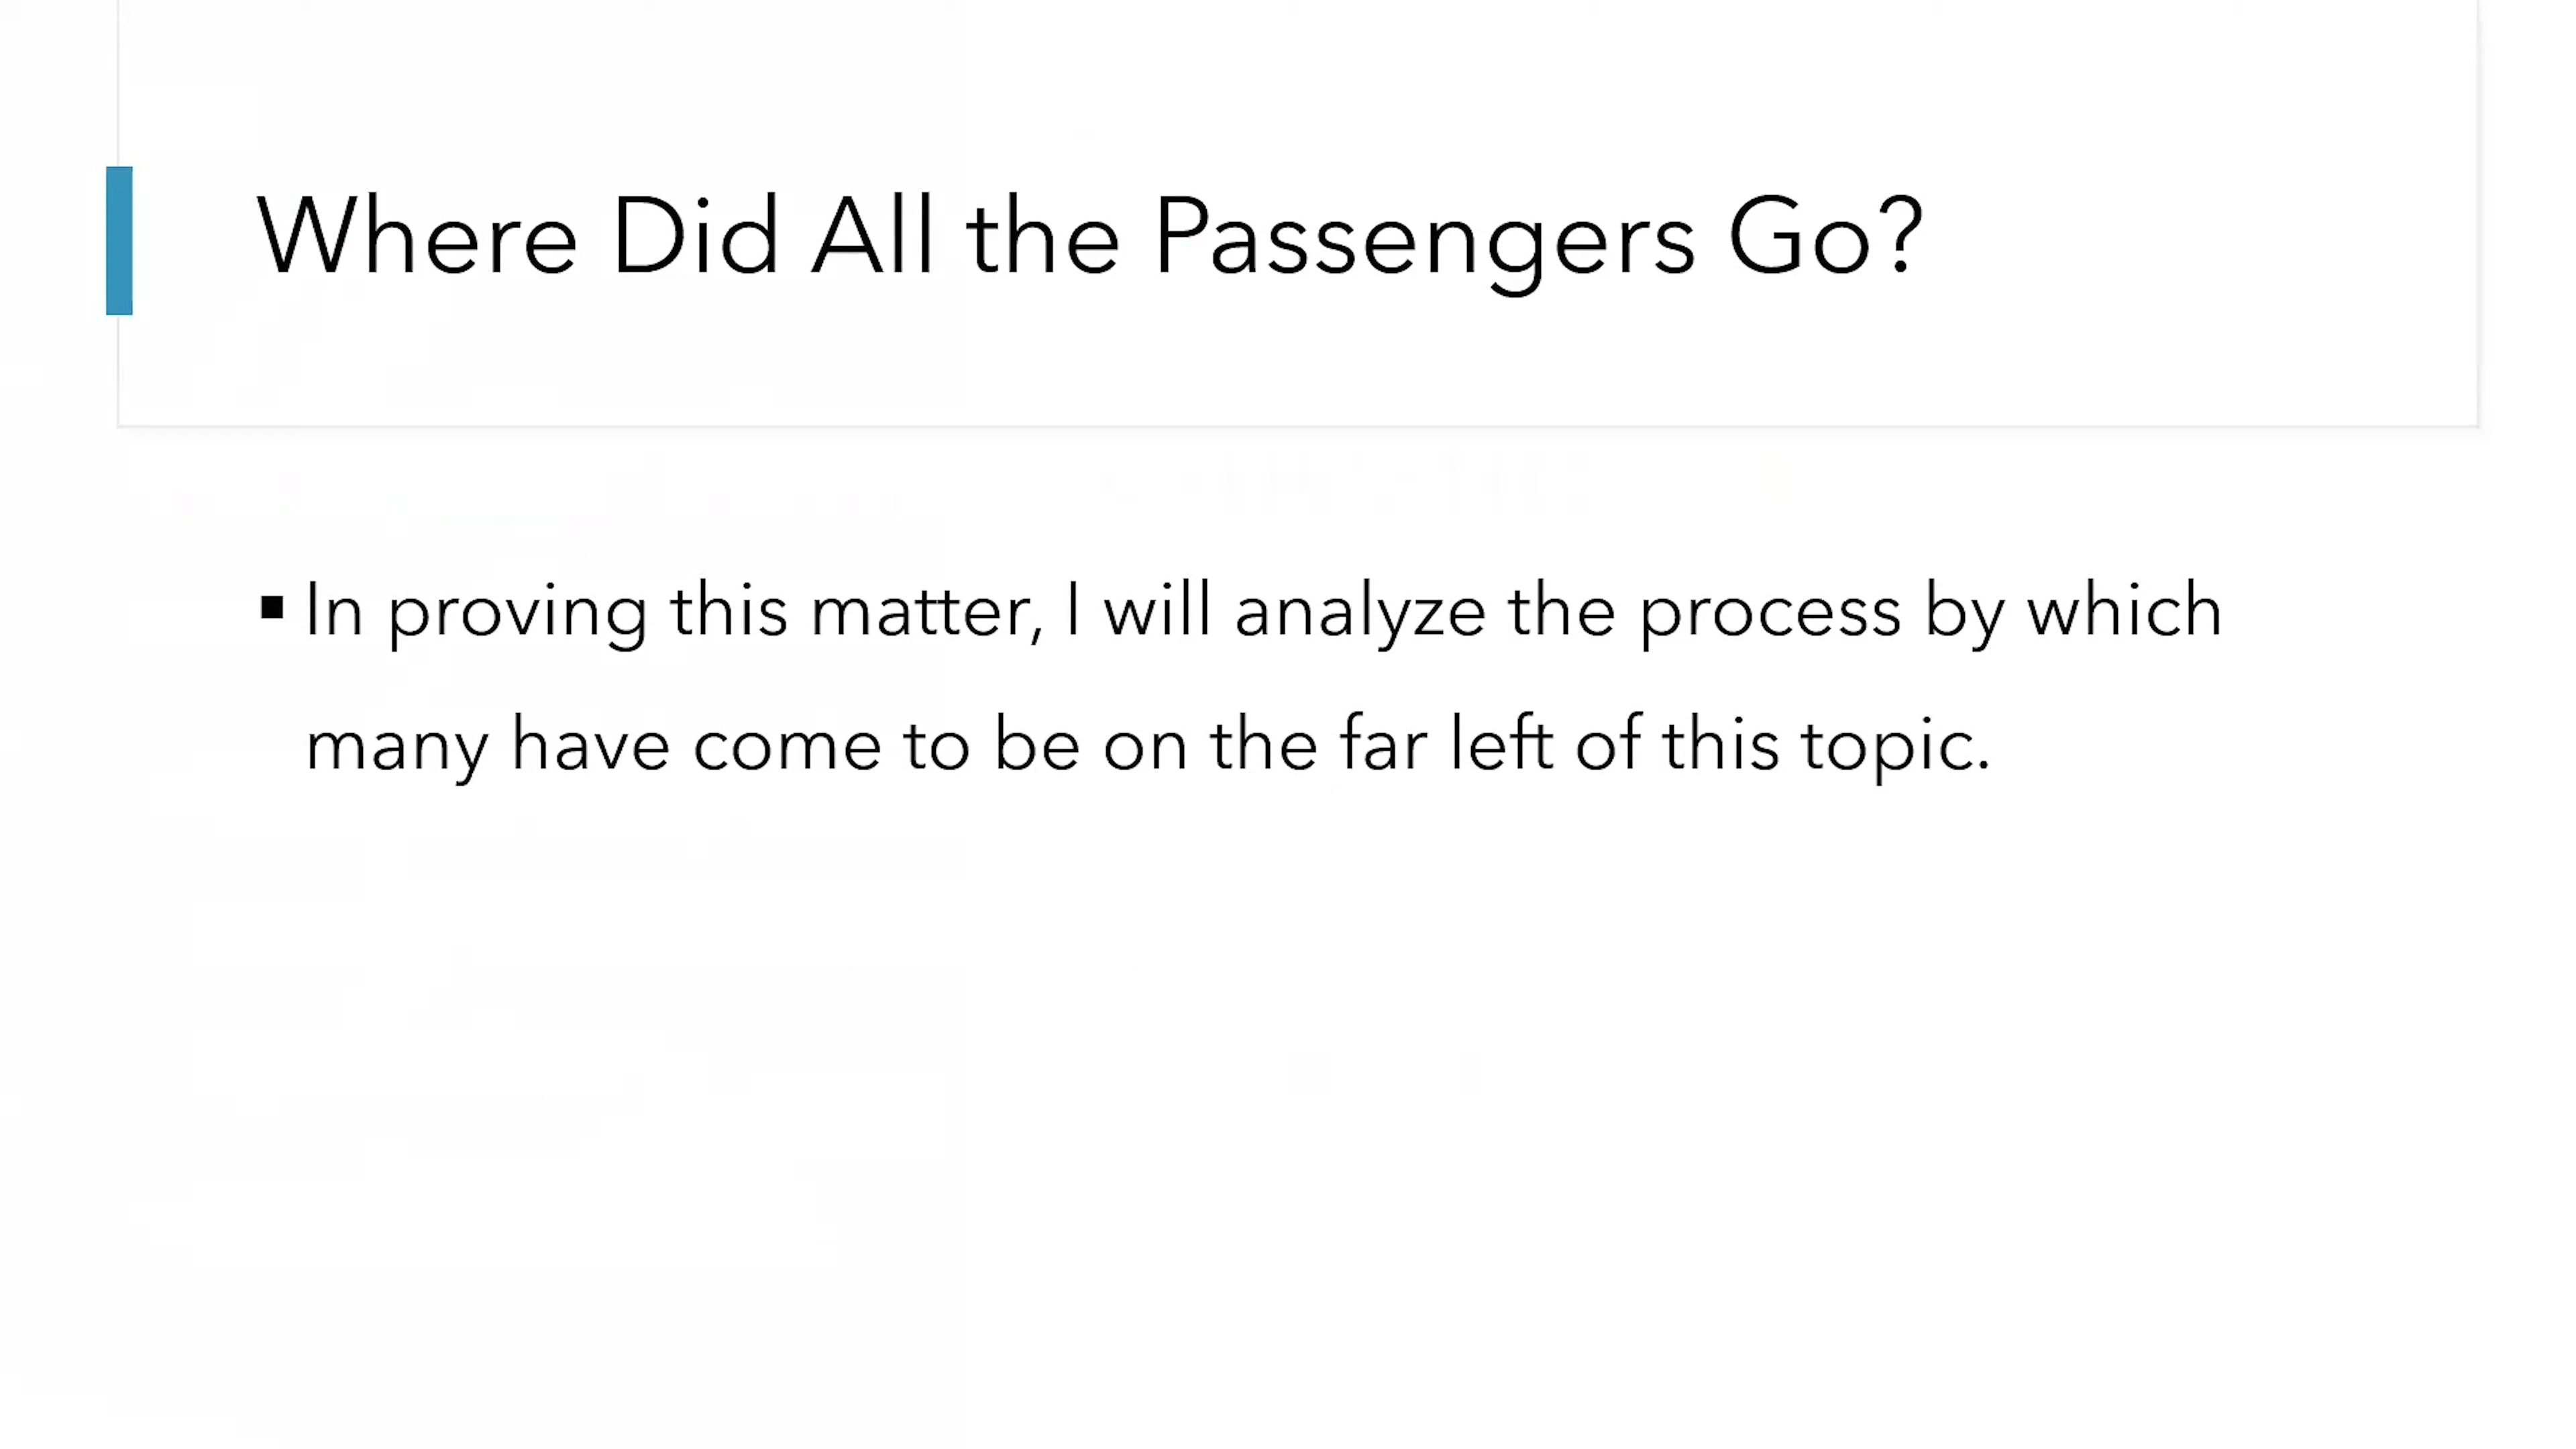 Where Did All the Passengers Go?
▪ In proving this matter, I will analyze the process by which
many have come to be on the far left of this topic.